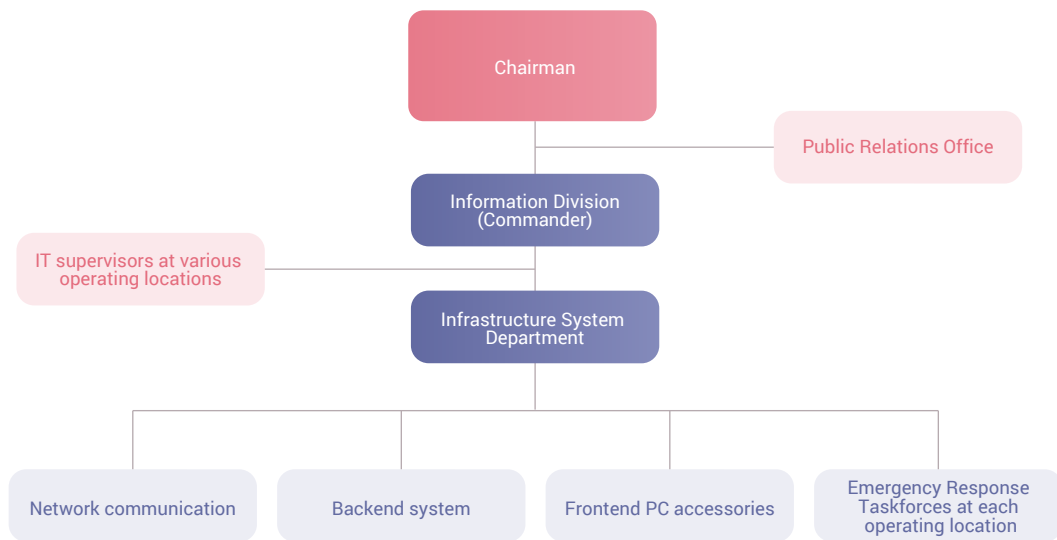 Chairman
Public Relations Office
Information Division
(Commander)
IT supervisors at various
operating locations
Infrastructure System
Department
Network communication
Backend system
Frontend PC accessories
Emergency Response
Taskforces at each
operating location